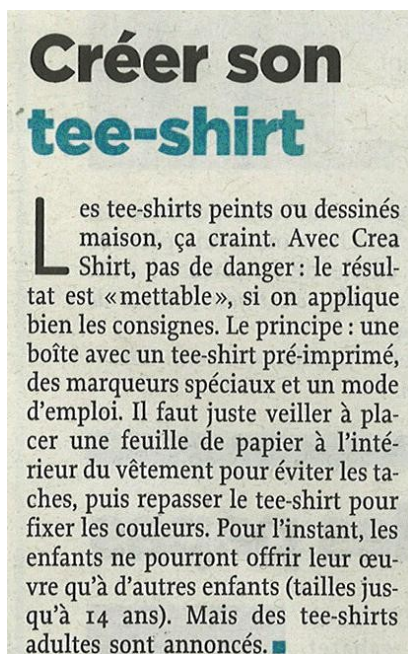 Créer son
tee-shirt
Les tee-shirts peints ou dessinés
maison, ça craint. Avec Crea
Shirt, pas de danger : le résul-
tat est «mettable», si on applique
bien les consignes. Le principe : une
boîte avec un tee-shirt pré-imprimé,
des marqueurs spéciaux et un mode
d'emploi. Il faut juste veiller à pla-
cer une feuille de papier à l'inté-
rieur du vêtement pour éviter les ta-
ches, puis repasser le tee-shirt pour
fixer les couleurs. Pour l'instant, les
enfants ne pourront offrir leur œu-
vre qu'à d'autres enfants (tailles jus-
qu'à 14 ans). Mais des tee-shirts
adultes sont annoncés.